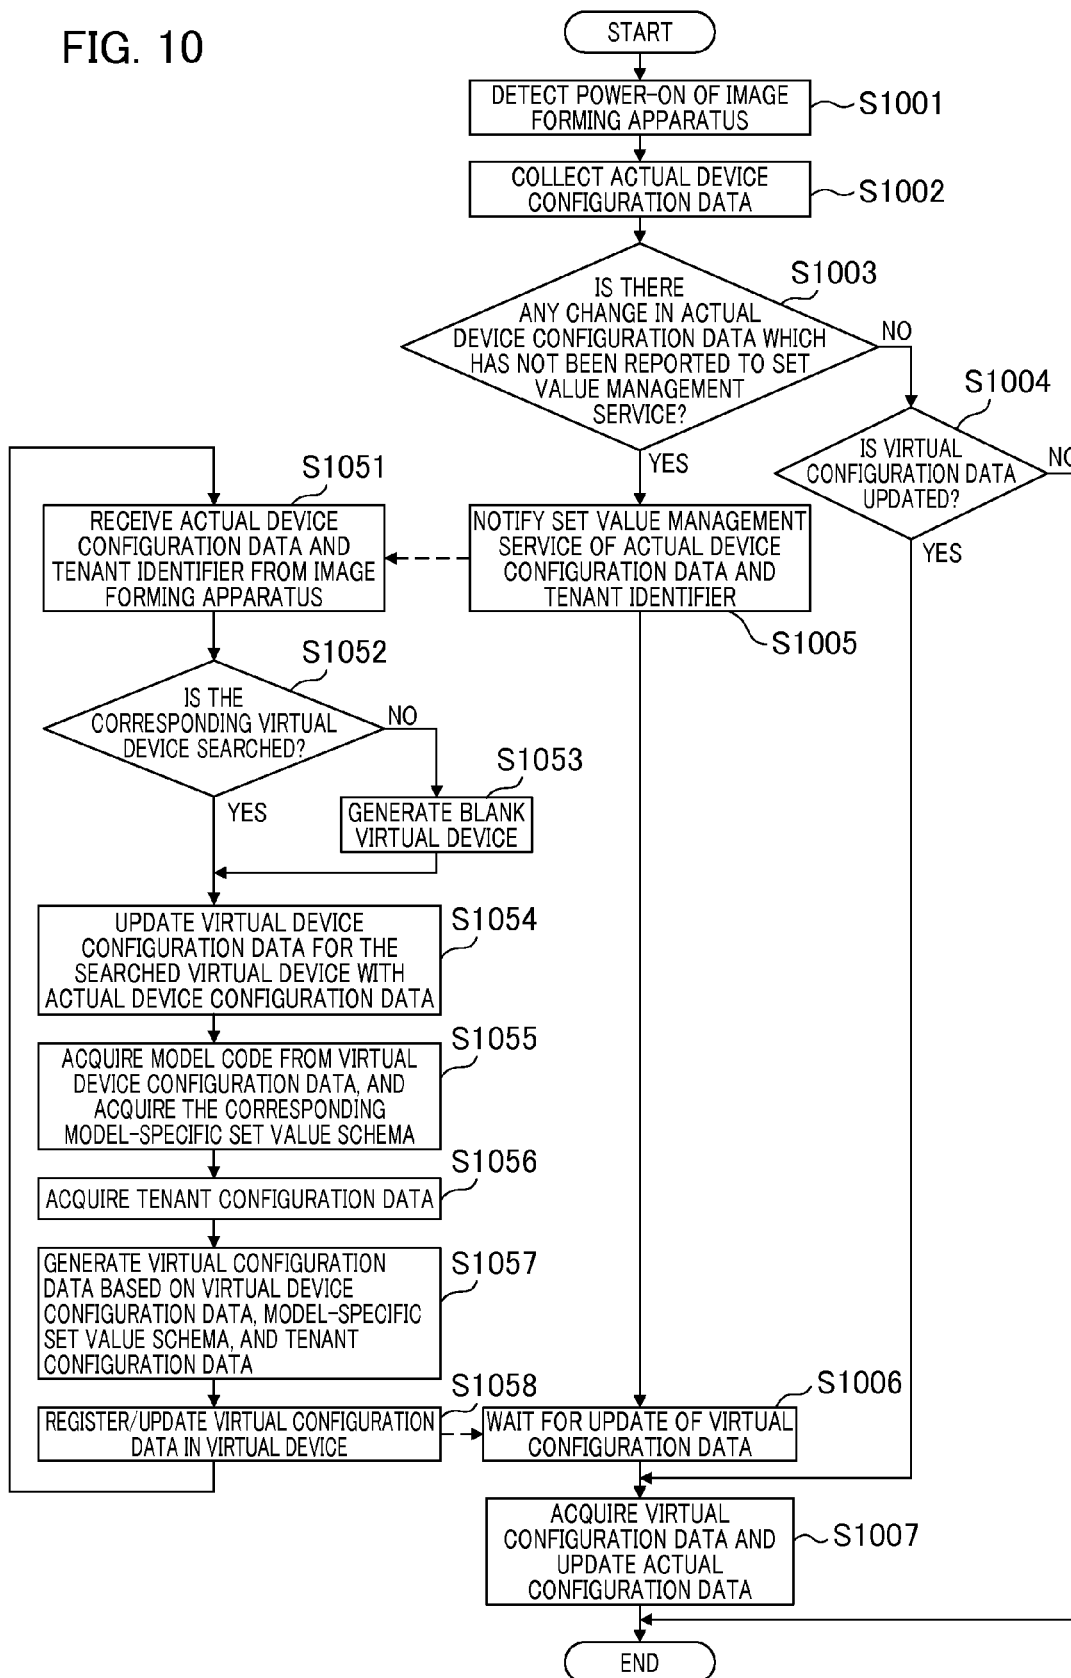 FIG. 10
START
DETECT POWER-ON OF IMAGE
FORMING APPARATUS
S1001
COLLECT ACTUAL DEVICE
CONFIGURATION DATA
S1002
IS THERE
ANY CHANGE IN ACTUAL
DEVICE CONFIGURATION DATA WHICH
HAS NOT BEEN REPORTED TO SET
VALUE MANAGEMENT
SERVICE?
S1003
NO
YES
IS VIRTUAL
CONFIGURATION DATA
UPDATED?
S1004
NO
YES
NOTIFY SET VALUE MANAGEMENT
SERVICE OF ACTUAL DEVICE
CONFIGURATION DATA AND
TENANT IDENTIFIER
S1005
S1051
RECEIVE ACTUAL DEVICE
CONFIGURATION DATA AND
TENANT IDENTIFIER FROM IMAGE
FORMING APPARATUS
S1052
IS THE
CORRESPONDING VIRTUAL
DEVICE SEARCHED?
NO
YES
S1053
GENERATE BLANK
VIRTUAL DEVICE
UPDATE VIRTUAL DEVICE
CONFIGURATION DATA FOR THE
SEARCHED VIRTUAL DEVICE WITH
ACTUAL DEVICE CONFIGURATION DATA
S1054
ACQUIRE MODEL CODE FROM VIRTUAL
DEVICE CONFIGURATION DATA, AND
ACQUIRE THE CORRESPONDING
MODEL-SPECIFIC SET VALUE SCHEMA
S1055
ACQUIRE TENANT CONFIGURATION DATA
S1056
GENERATE VIRTUAL CONFIGURATION
DATA BASED ON VIRTUAL DEVICE
CONFIGURATION DATA, MODEL-SPECIFIC
SET VALUE SCHEMA, AND TENANT
CONFIGURATION DATA
S1057
REGISTER/UPDATE VIRTUAL CONFIGURATION
DATA IN VIRTUAL DEVICE
S1058
WAIT FOR UPDATE OF VIRTUAL
CONFIGURATION DATA
S1006
ACQUIRE VIRTUAL
CONFIGURATION DATA AND
UPDATE ACTUAL
CONFIGURATION DATA
S1007
END